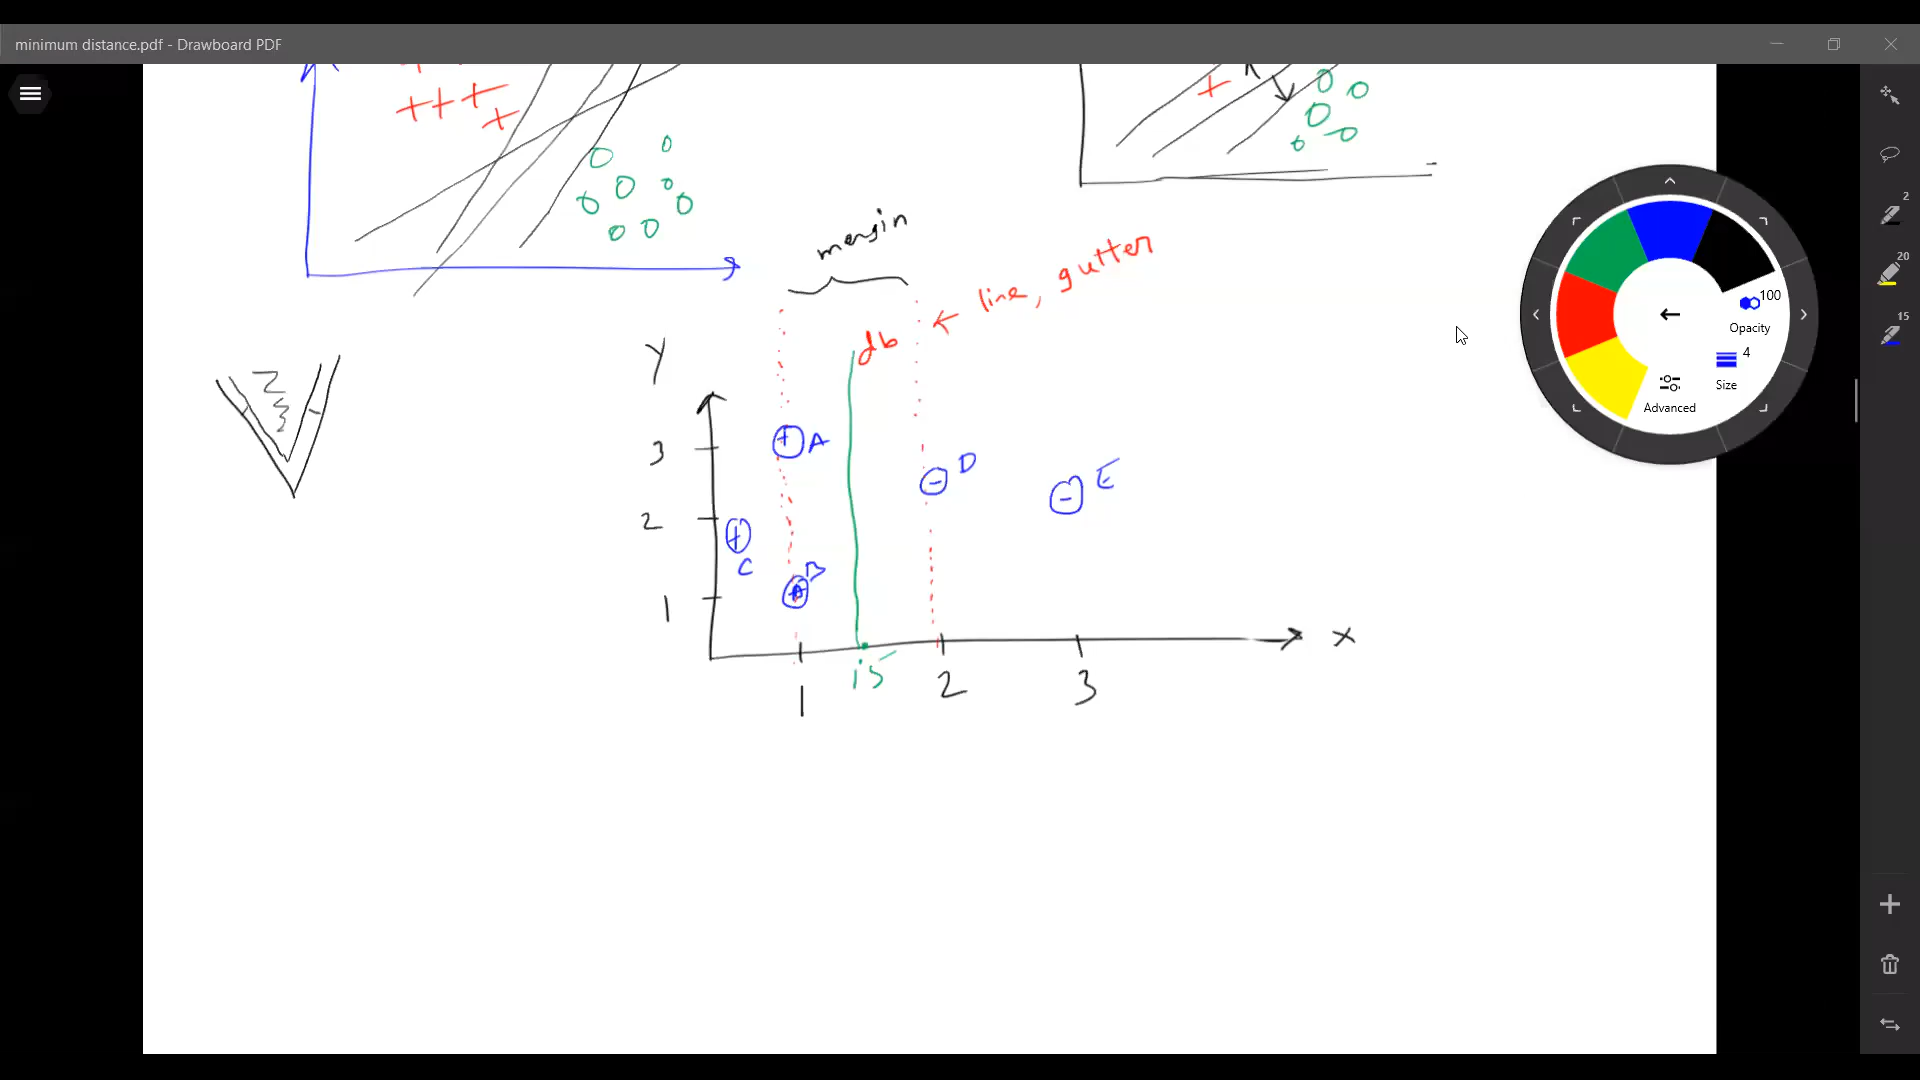 minimum distance.pdf - Drawboard PDF
2
20
15
100
Opacity
4
Size
Advanced
margin
line, gutter
db
Y
3
A
D
E
2
C
B
1
X
1
1.5
2
3